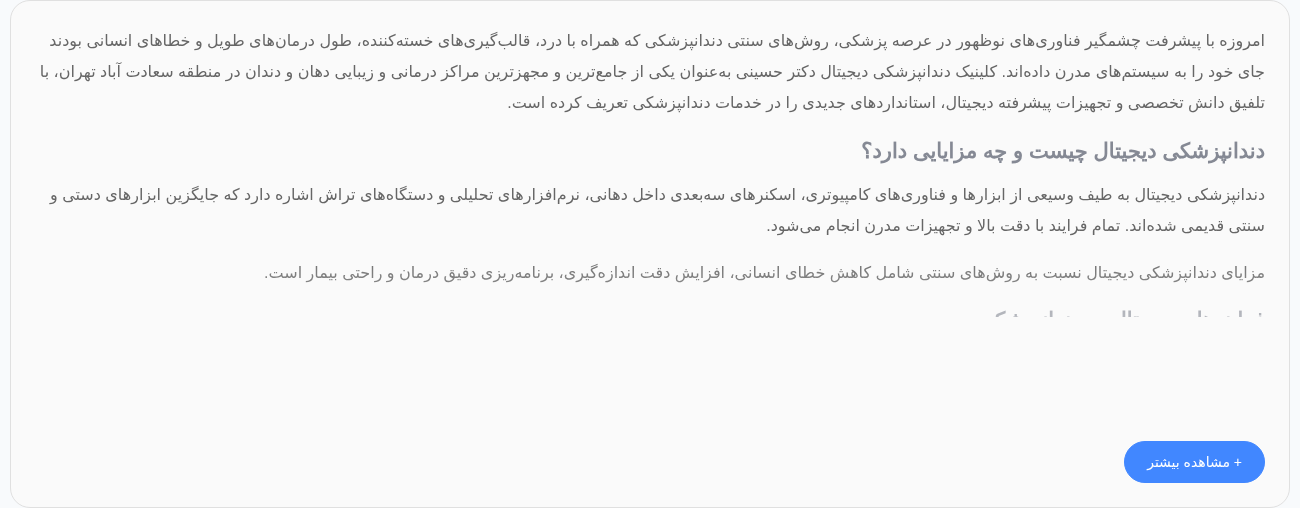 امروزه با پیشرفت چشمگیر فناوری‌های نوظهور در عرصه پزشکی، روش‌های سنتی دندانپزشکی که همراه با درد، قالب‌گیری‌های خسته‌کننده، طول درمان‌های طویل و خطاهای انسانی بودند
جای خود را به سیستم‌های مدرن داده‌اند. کلینیک دندانپزشکی دیجیتال دکتر حسینی به‌عنوان یکی از جامع‌ترین و مجهزترین مراکز درمانی و زیبایی دهان و دندان در منطقه سعادت آباد تهران، با
تلفیق دانش تخصصی و تجهیزات پیشرفته دیجیتال، استانداردهای جدیدی را در خدمات دندانپزشکی تعریف کرده است.
دندانپزشکی دیجیتال چیست و چه مزایایی دارد؟
دندانپزشکی دیجیتال به طیف وسیعی از ابزارها و فناوری‌های کامپیوتری، اسکنرهای سه‌بعدی داخل دهانی، نرم‌افزارهای تحلیلی و دستگاه‌های تراش اشاره دارد که جایگزین ابزارهای دستی و
سنتی قدیمی شده‌اند. تمام فرایند با دقت بالا و تجهیزات مدرن انجام می‌شود.
مزایای دندانپزشکی دیجیتال نسبت به روش‌های سنتی شامل کاهش خطای انسانی، افزایش دقت اندازه‌گیری، برنامه‌ریزی دقیق درمان و راحتی بیمار است.
+ مشاهده بیشتر